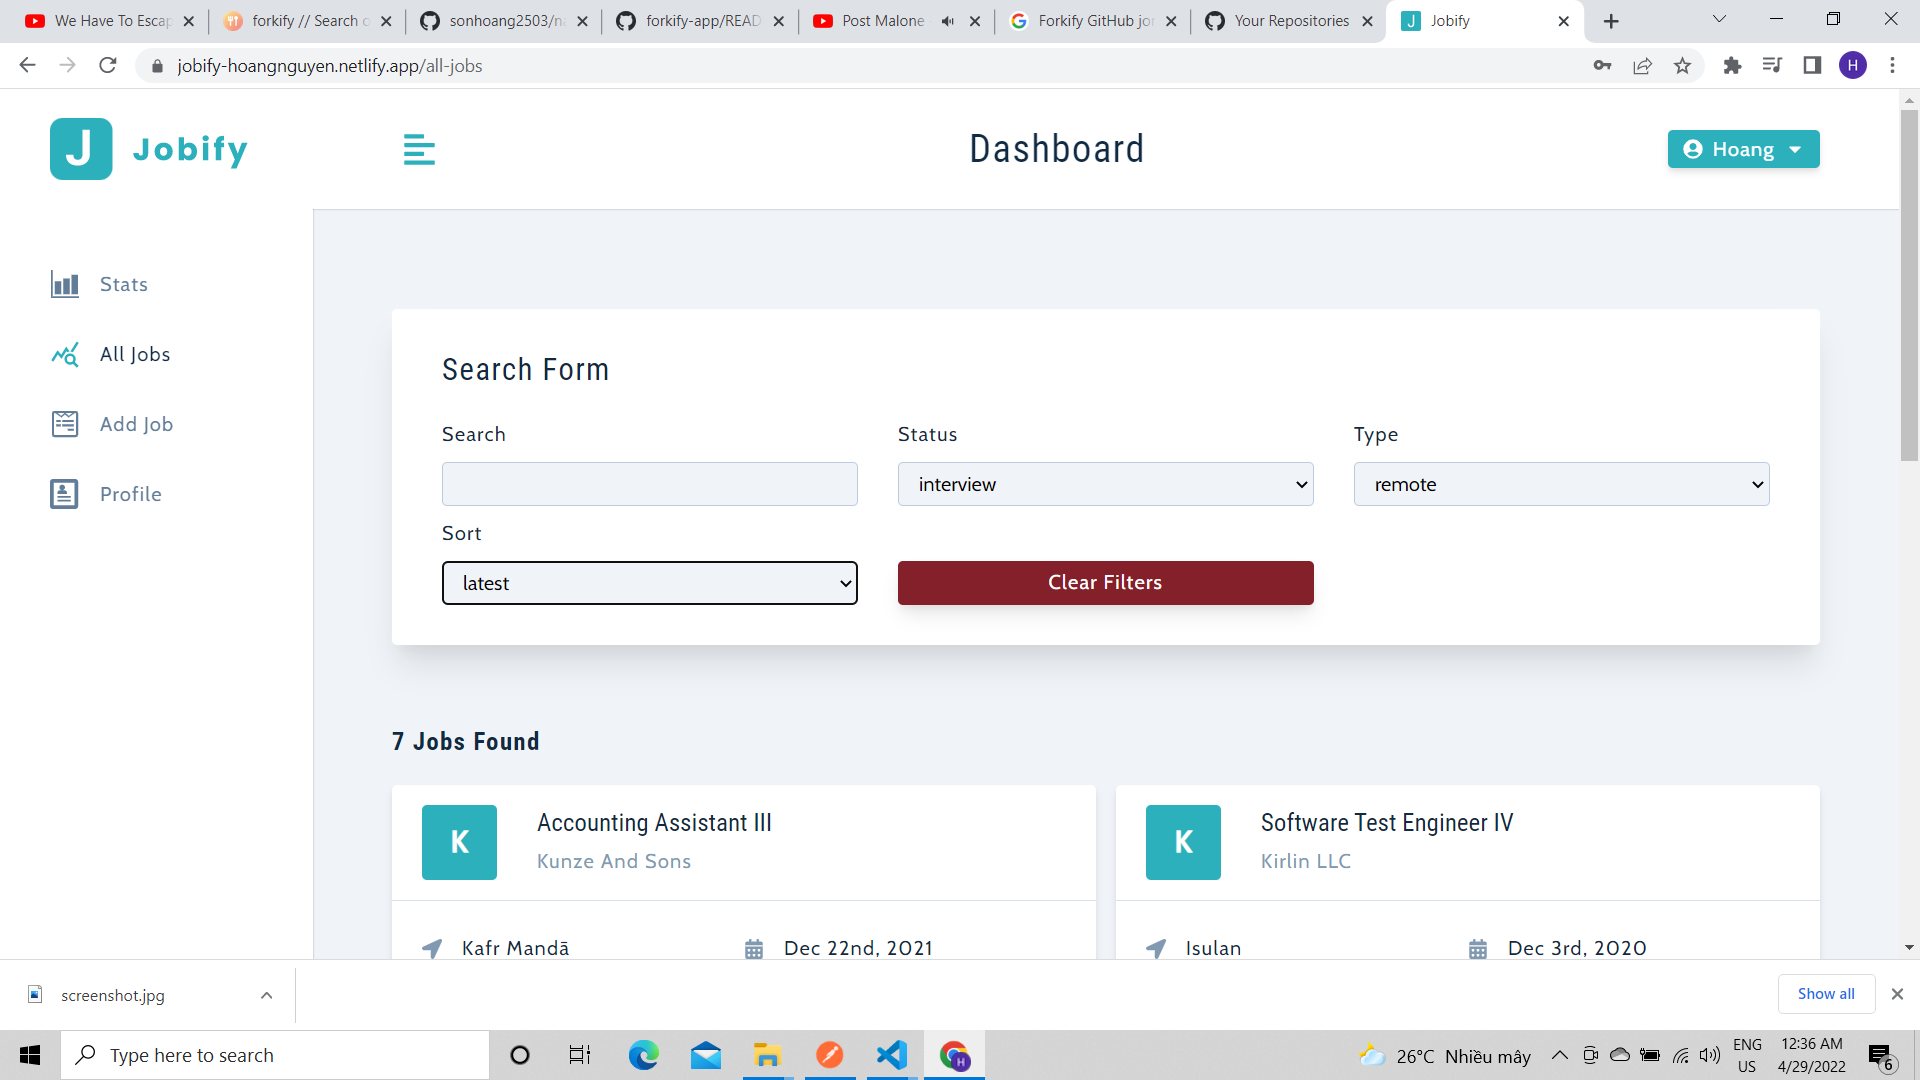 We Have To Escap
forkify // Search o
sonhoang2503/n
forkify-app/READ
Post Malone
Forkify GitHub jo
Your Repositories
Jobify
jobify-hoangnguyen.netlify.app/all-jobs
H
J
Jobify
Dashboard
Hoang
Stats
All Jobs
Add Job
Profile
Search Form
Search
Status
Type
interview
remote
Sort
latest
Clear Filters
7 Jobs Found
K
Accounting Assistant III
Kunze And Sons
Kafr Mandā
Dec 22nd, 2021
K
Software Test Engineer IV
Kirlin LLC
Isulan
Dec 3rd, 2020
screenshot.jpg
Show all
Type here to search
H
26°C Nhiều mây
ENG
US
12:36 AM
4/29/2022
6